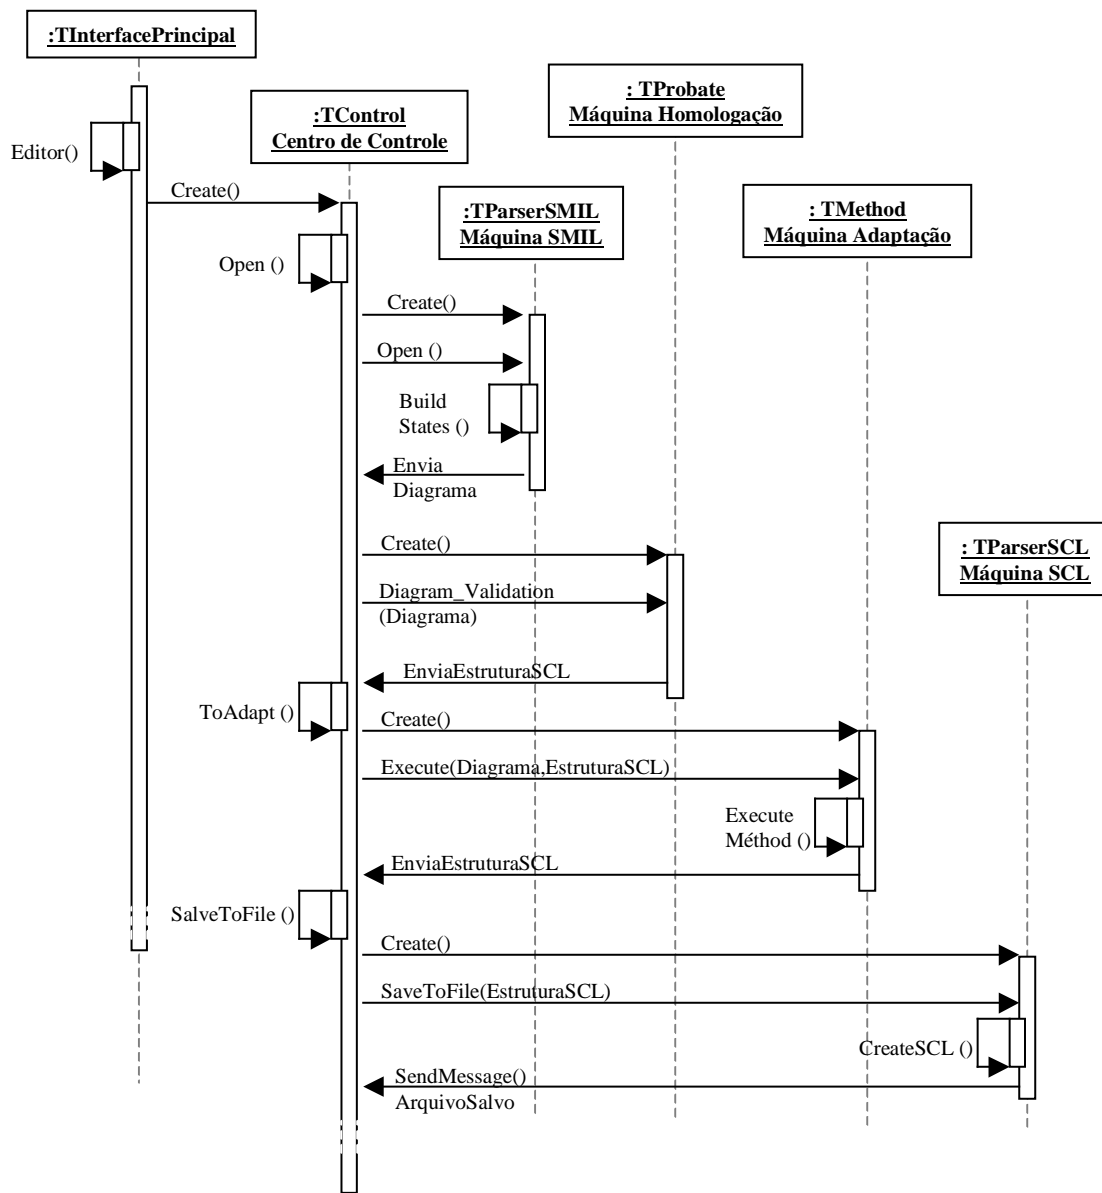 :TInterfacePrincipal
: TProbate
Máquina Homologação
:TControl
Centro de Controle
Editor()
Create()
:TParserSMIL
Máquina SMIL
: TMethod
Máquina Adaptação
Open ()
Create()
Open ()
Build
States ()
Envia
Diagrama
Create()
: TParserSCL
Máquina SCL
Diagram_Validation
(Diagrama)
EnviaEstruturaSCL
ToAdapt ()
Create()
Execute(Diagrama,EstruturaSCL)
Execute
Méthod ()
EnviaEstruturaSCL
SalveToFile ()
Create()
SaveToFile(EstruturaSCL)
CreateSCL ()
SendMessage()
ArquivoSalvo